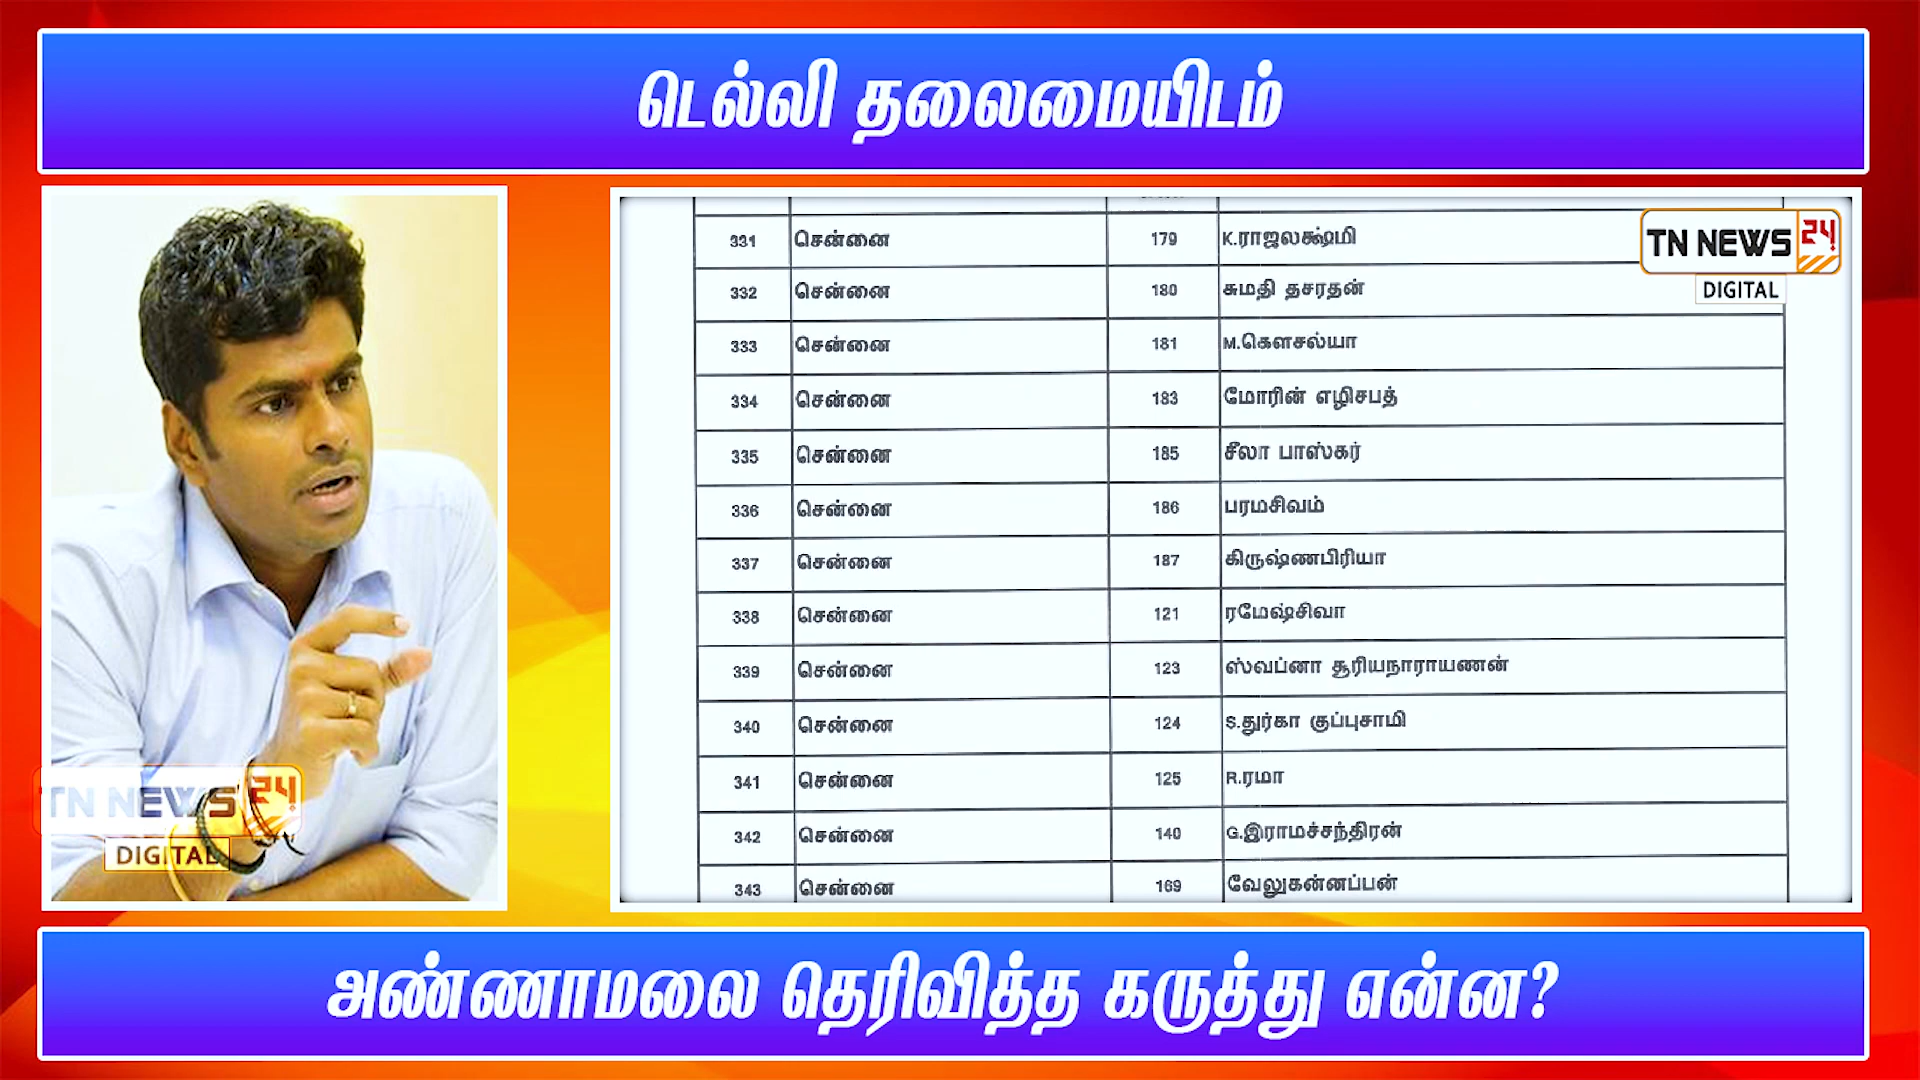 டெல்லி தலைமையிடம்
331 சென்னை 179 K.ராஜலக்ஷ்மி
332 சென்னை 180 சுமதி தசரதன்
333 சென்னை 181 M.கௌசல்யா
334 சென்னை 183 மோரின் எழிசபத்
335 சென்னை 185 சீலா பாஸ்கர்
336 சென்னை 186 பரமசிவம்
337 சென்னை 187 கிருஷ்ணபிரியா
338 சென்னை 121 ரமேஷ்சிவா
339 சென்னை 123 ஸ்வப்னா சூரியநாராயணன்
340 சென்னை 124 S.துர்கா குப்புசாமி
341 சென்னை 125 R.ரமா
342 சென்னை 140 G.இராமச்சந்திரன்
343 சென்னை 169 வேலுகன்னப்பன்
TN NEWS 24
DIGITAL
TN NEWS 24
DIGITAL
அண்ணாமலை தெரிவித்த கருத்து என்ன?